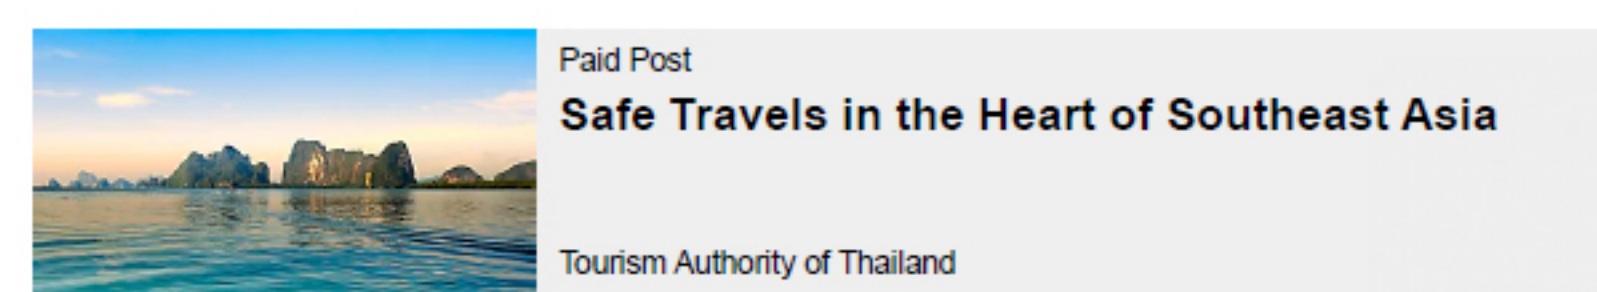 Paid Post
Safe Travels in the Heart of Southeast Asia
Tourism Authority of Thailand